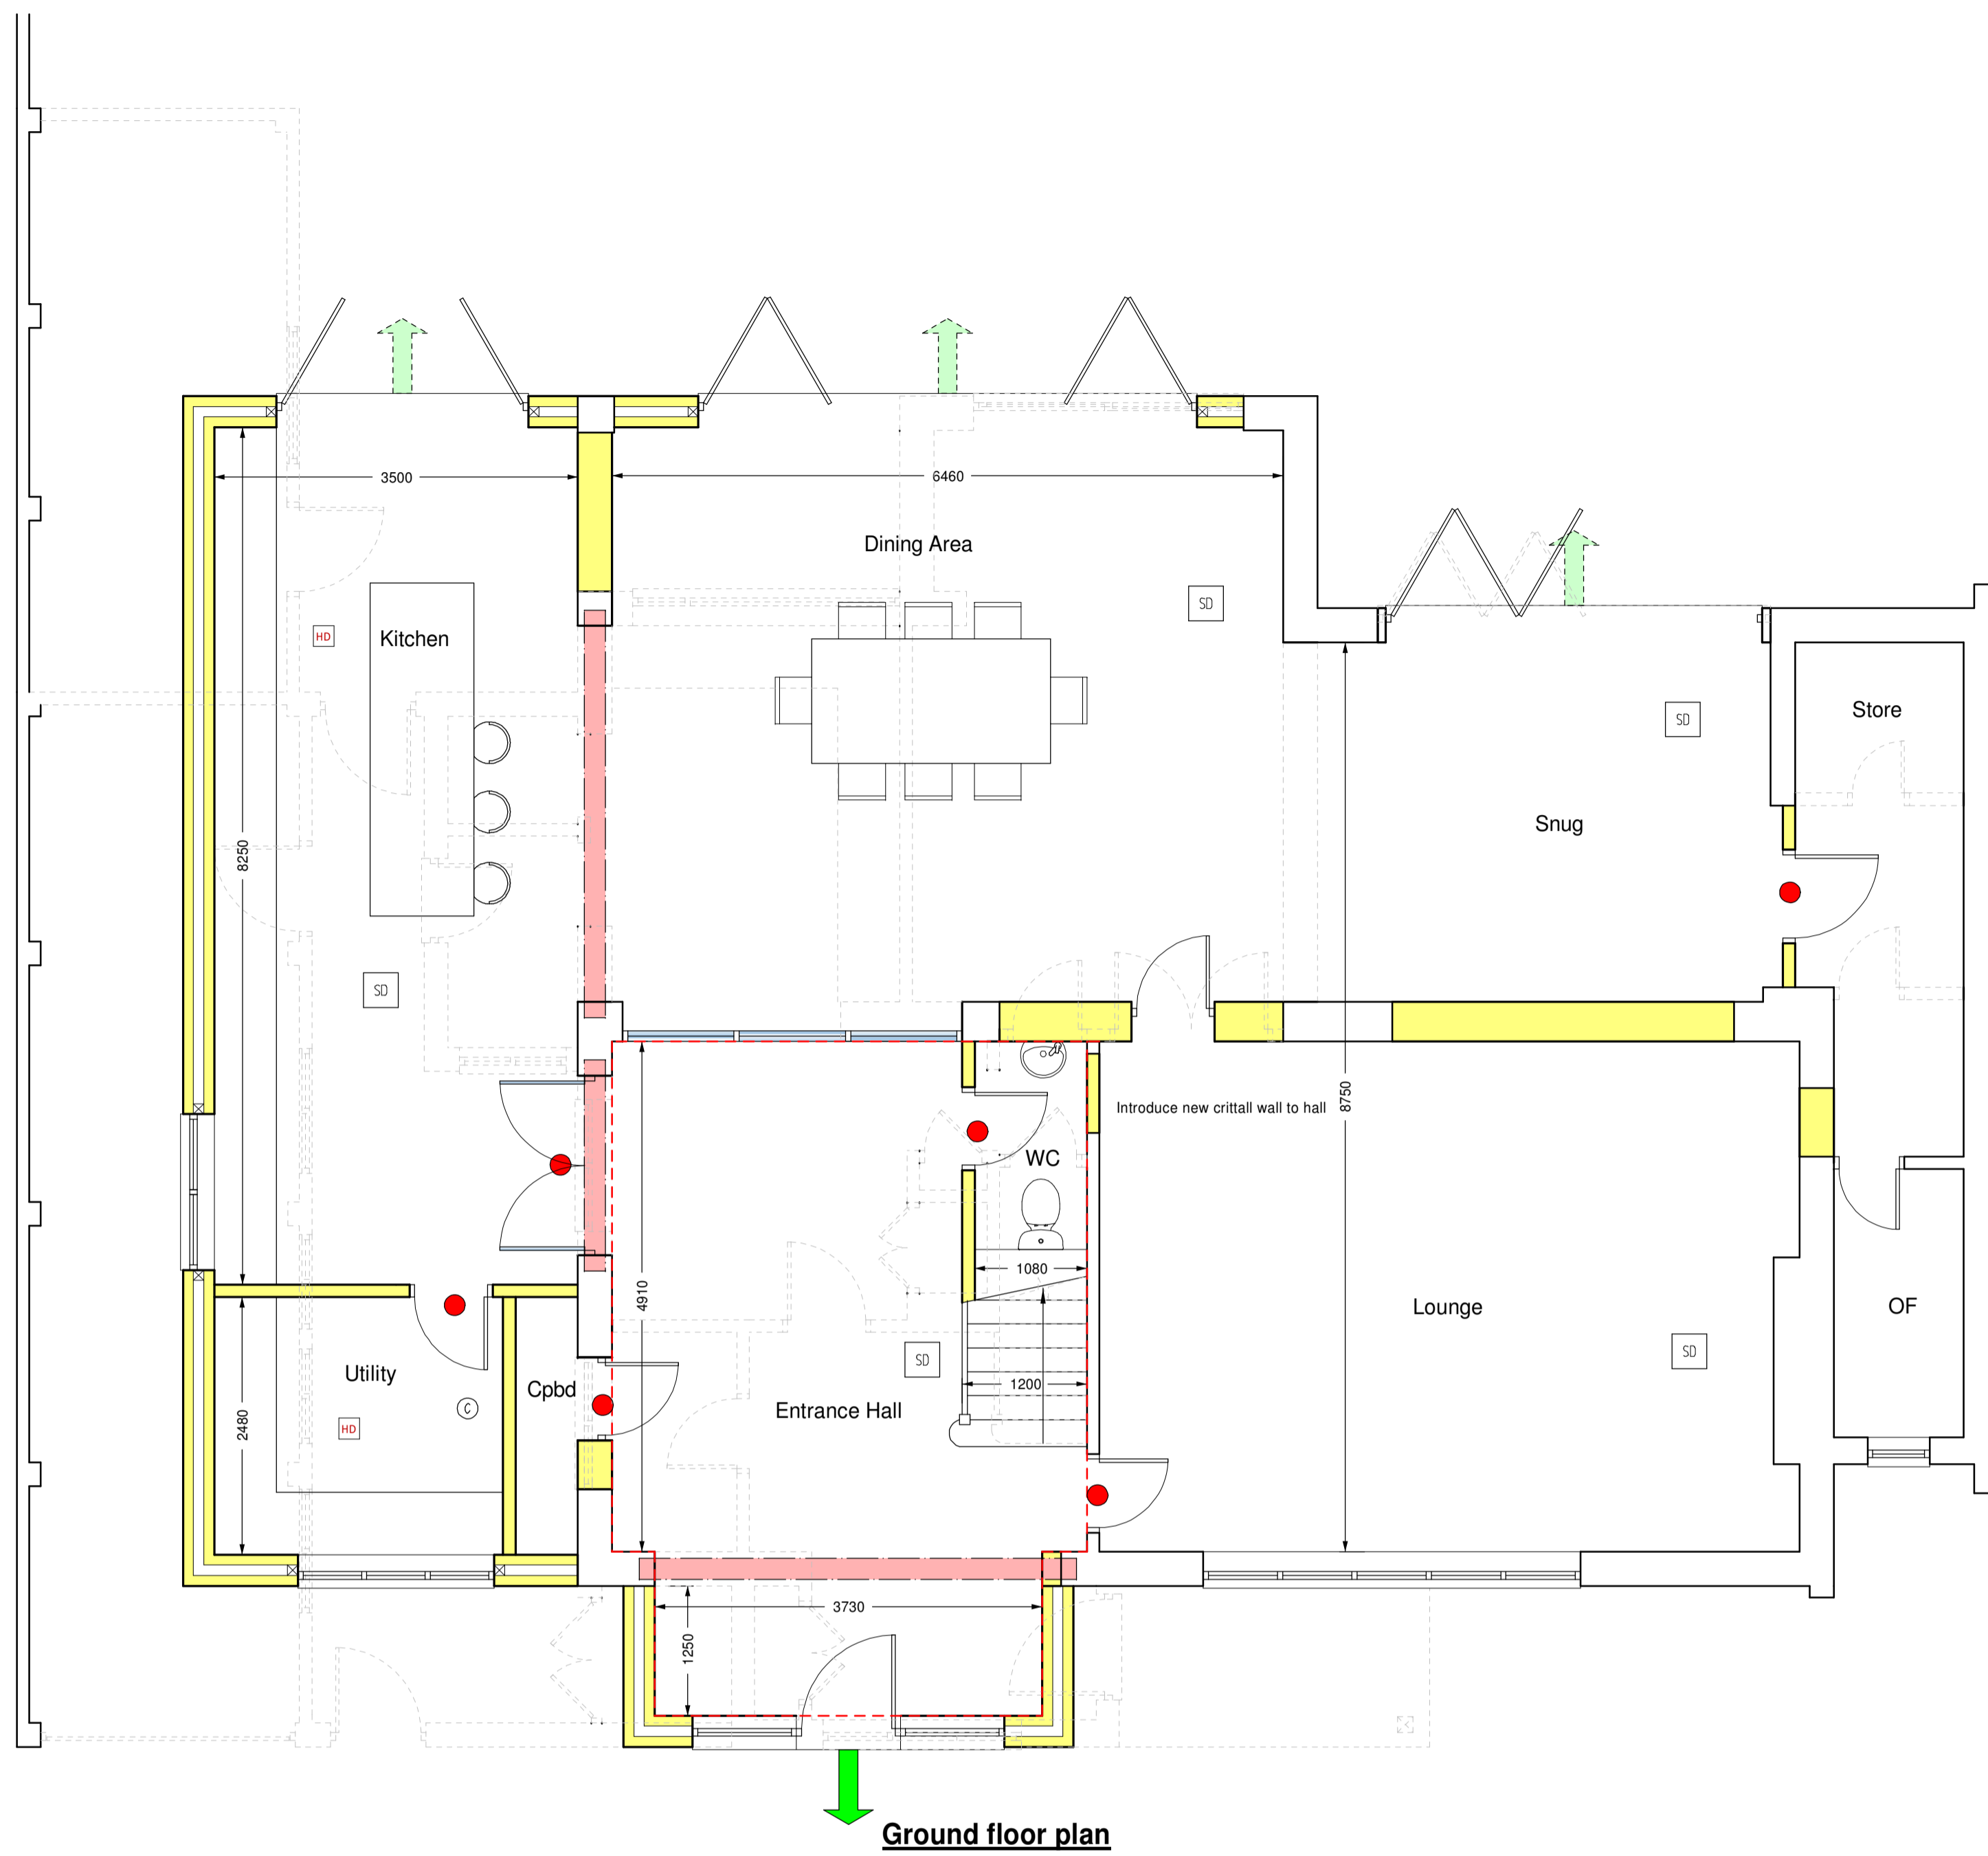 3500
6460
Dining Area
SD
HD
Kitchen
Store
SD
Snug
8250
SD
8750
Introduce new crittall wall to hall
WC
1080
4910
Lounge
OF
SD
SD
Utility
Cpbd
1200
Entrance Hall
C
2480
HD
3730
1250
Ground floor plan